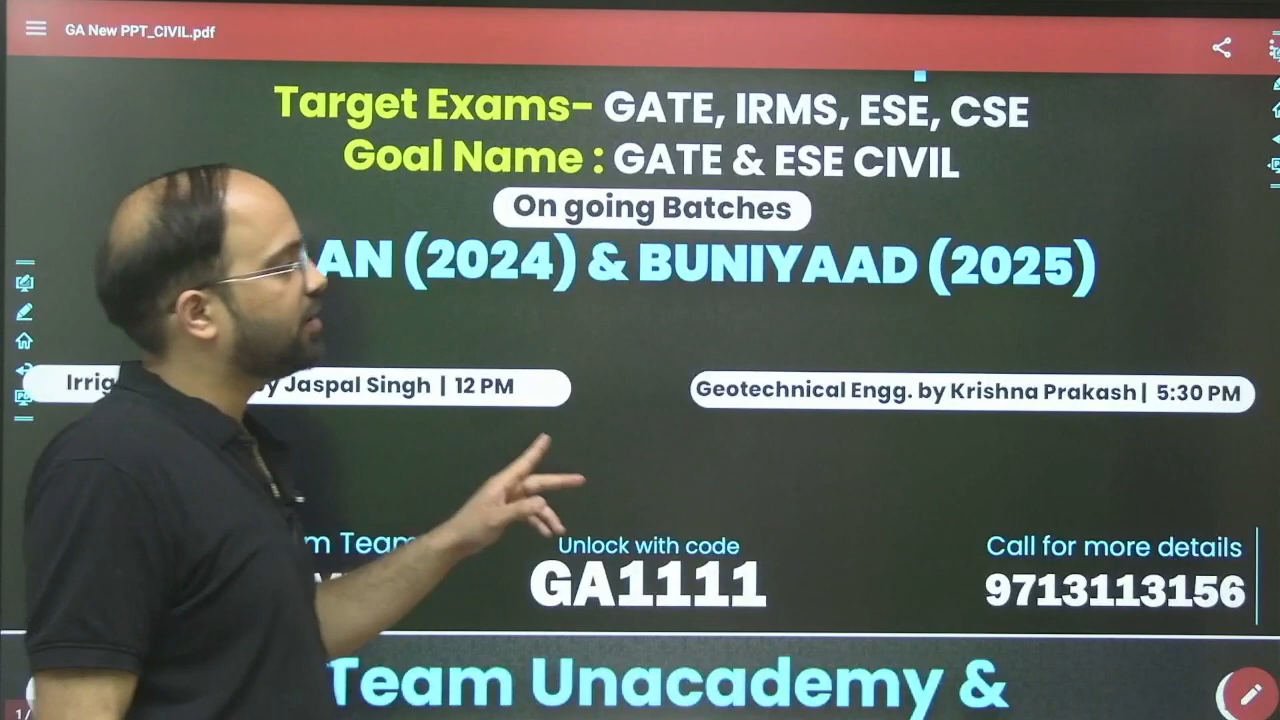 GA New PPT_CIVIL.pdf
Target Exams- GATE, IRMS, ESE, CSE
Goal Name : GATE & ESE CIVIL
On going Batches
(2024) & BUNIYAAD (2025)
Jaspal Singh | 12 PM
Geotechnical Engg. by Krishna Prakash | 5:30 PM
Unlock with code
GA1111
Call for more details
9713113156
Team Unacademy &